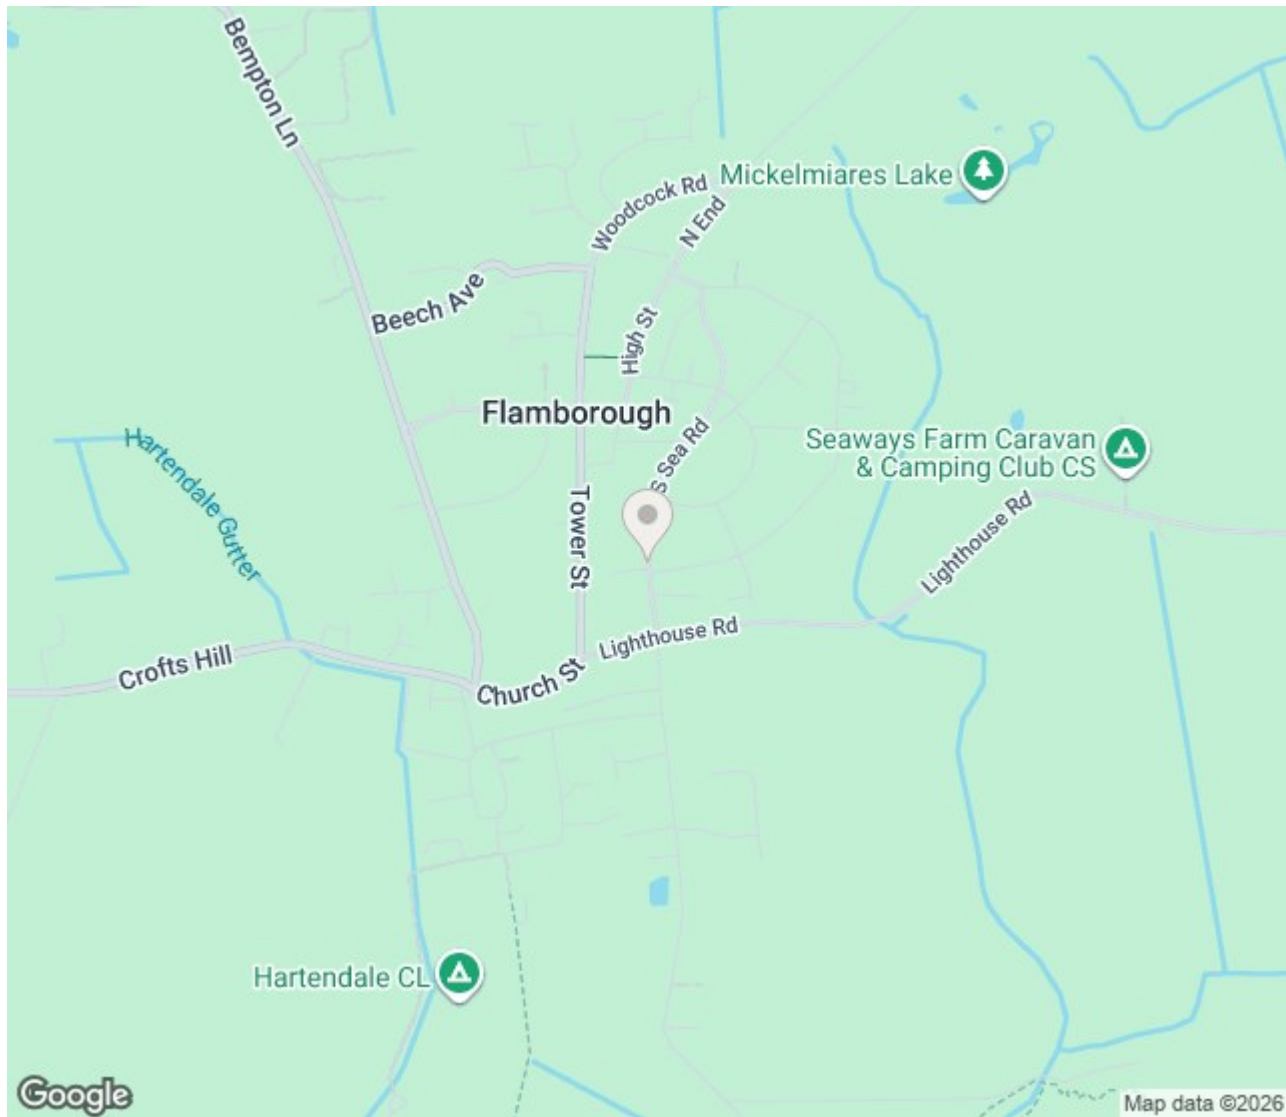 Bempton Ln
Mickelmiares Lake
Woodcock Rd
N End
Beech Ave
High St
Flamborough
S Sea Rd
Hartendale Gutter
Seaways Farm Caravan
& Camping Club CS
Tower St
Lighthouse Rd
Lighthouse Rd
Crofts Hill
Church St
Hartendale CL
Google
Map data ©2026